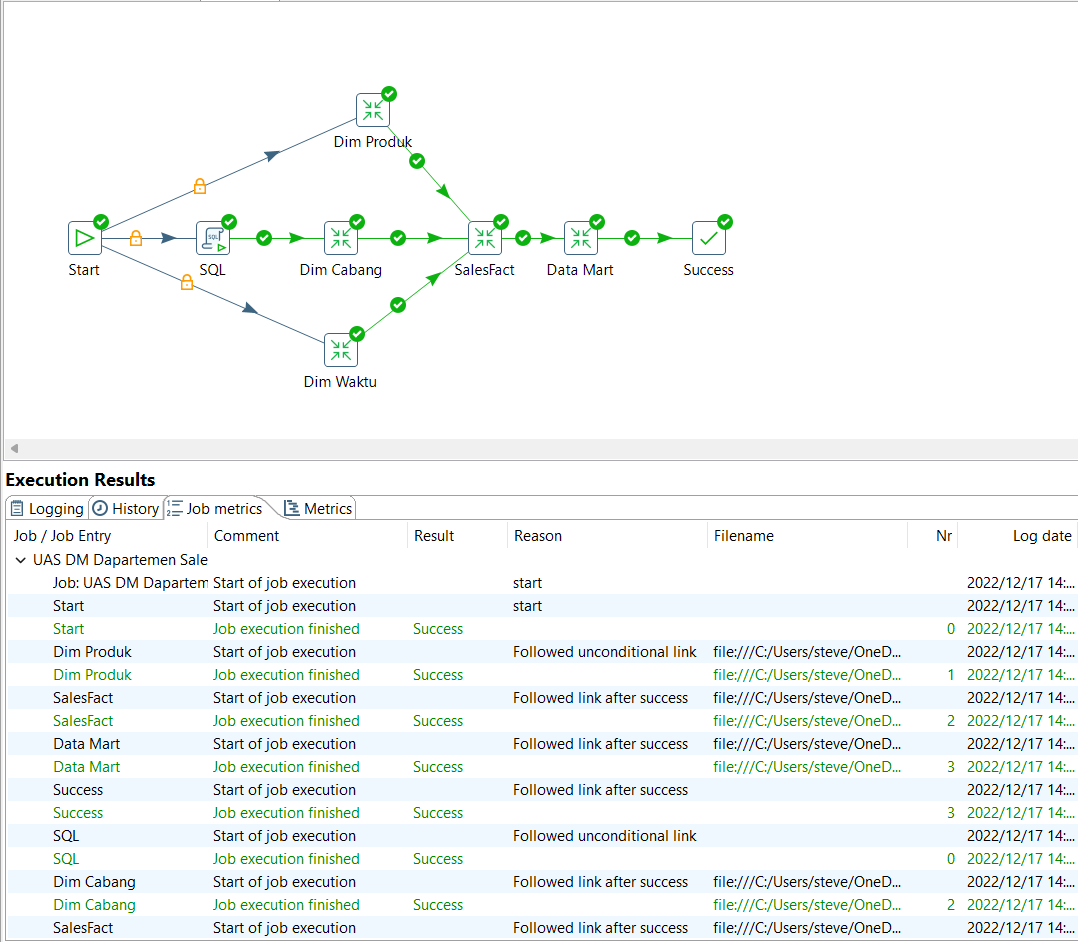 Dim Produk
Start
SQL
SQL
Dim Cabang
SalesFact
Data Mart
Success
Dim Waktu
Execution Results
Logging History Job metrics Metrics
Job / Job Entry Comment Result Reason Filename Nr Log date
UAS DM Dapartemen Sale
Job: UAS DM Dapartem Start of job execution start 2022/12/17 14:...
Start Start of job execution start 2022/12/17 14:...
Start Job execution finished Success 0 2022/12/17 14:...
Dim Produk Start of job execution Followed unconditional link file:///C:/Users/steve/OneD... 2022/12/17 14:...
Dim Produk Job execution finished Success file:///C:/Users/steve/OneD... 1 2022/12/17 14:...
SalesFact Start of job execution Followed link after success file:///C:/Users/steve/OneD... 2022/12/17 14:...
SalesFact Job execution finished Success file:///C:/Users/steve/OneD... 2 2022/12/17 14:...
Data Mart Start of job execution Followed link after success file:///C:/Users/steve/OneD... 2022/12/17 14:...
Data Mart Job execution finished Success file:///C:/Users/steve/OneD... 3 2022/12/17 14:...
Success Start of job execution Followed link after success 2022/12/17 14:...
Success Job execution finished Success 3 2022/12/17 14:...
SQL Start of job execution Followed unconditional link 2022/12/17 14:...
SQL Job execution finished Success 0 2022/12/17 14:...
Dim Cabang Start of job execution Followed link after success file:///C:/Users/steve/OneD... 2022/12/17 14:...
Dim Cabang Job execution finished Success file:///C:/Users/steve/OneD... 2 2022/12/17 14:...
SalesFact Start of job execution Followed link after success file:///C:/Users/steve/OneD... 2022/12/17 14:...